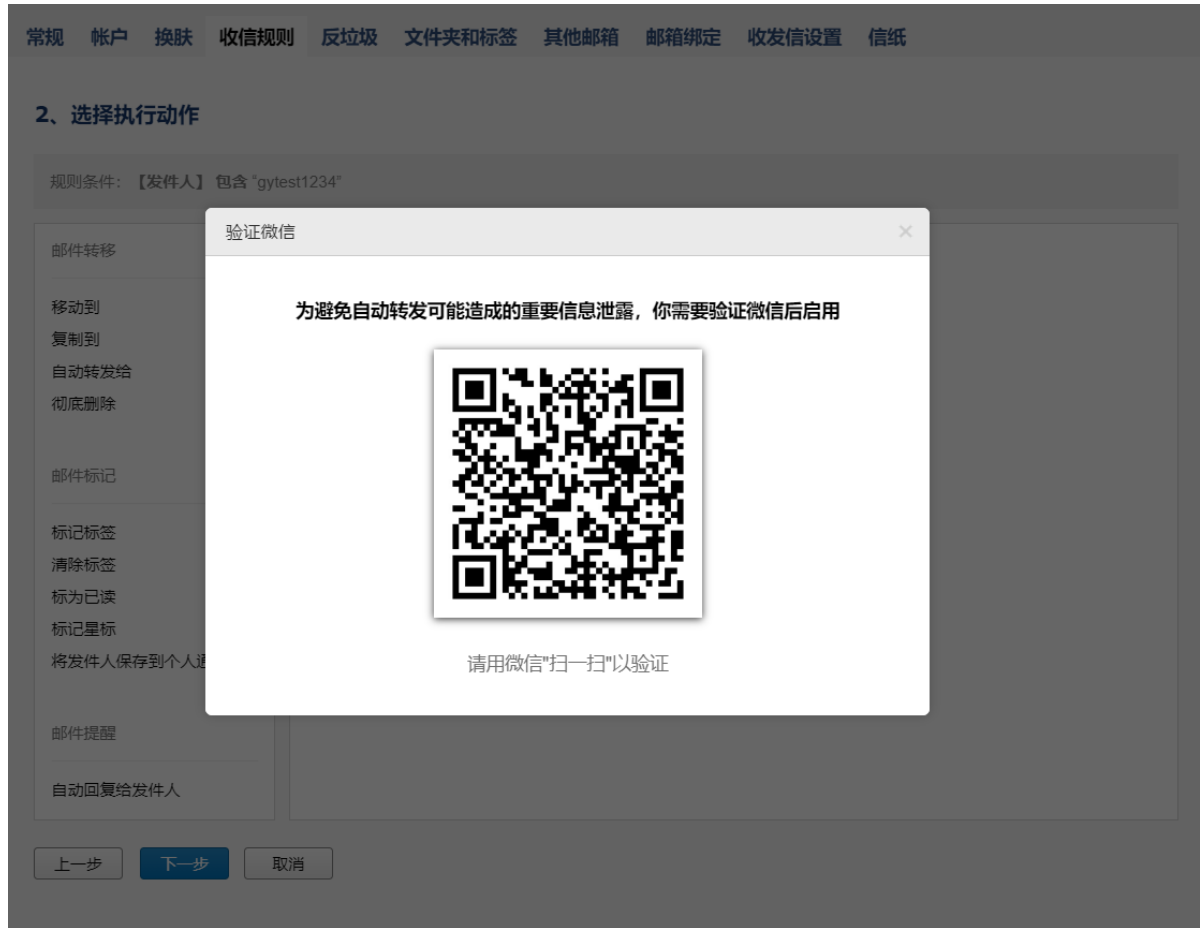 常规 帐户 换肤 收信规则 反垃圾 文件夹和标签 其他邮箱 邮箱绑定 收发信设置 信纸
2、选择执行动作
规则条件：【发件人】 包含 “gytest1234”
验证微信
为避免自动转发可能造成的重要信息泄露，你需要验证微信后启用
请用微信"扫一扫"以验证
邮件转移
移动到
复制到
自动转发给
彻底删除
邮件标记
标记标签
清除标签
标为已读
标记星标
将发件人保存到个人通
邮件提醒
自动回复给发件人
上一步 下一步 取消